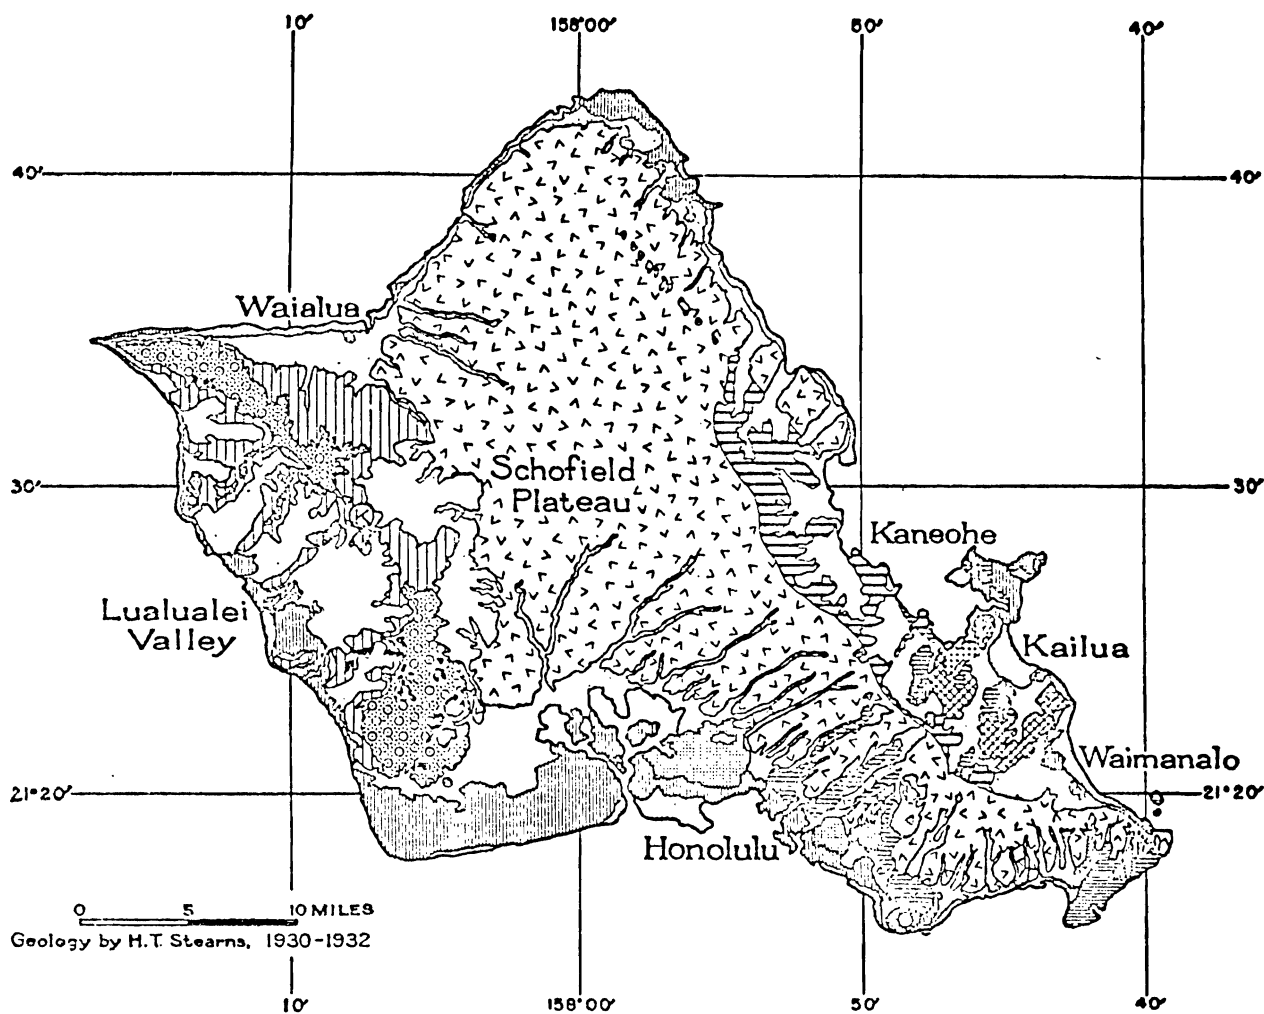 10′ 158°00′ 50′ 40′
40′ 40′
Waialua
Schofield
Plateau
30′ 30′
Kaneohe
Lualualei
Valley
Kailua
Waimanalo
21°20′ 21°20′
Honolulu
0 5 10 MILES
Geology by H.T. Stearns, 1930-1932
10′ 158°00′ 50′ 40′